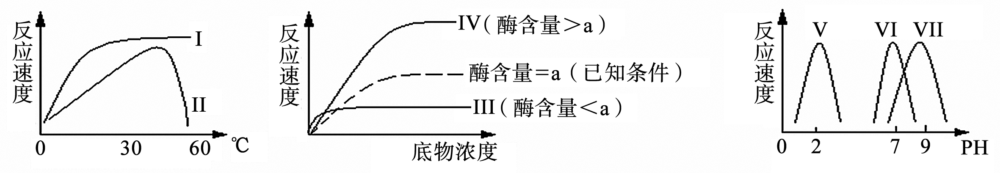 反应速度
I
II
0
30
60
℃
反应速度
IV（酶含量＞a）
酶含量=a（已知条件）
III（酶含量＜a）
底物浓度
反应速度
V
VI
VII
0
2
7
9
PH